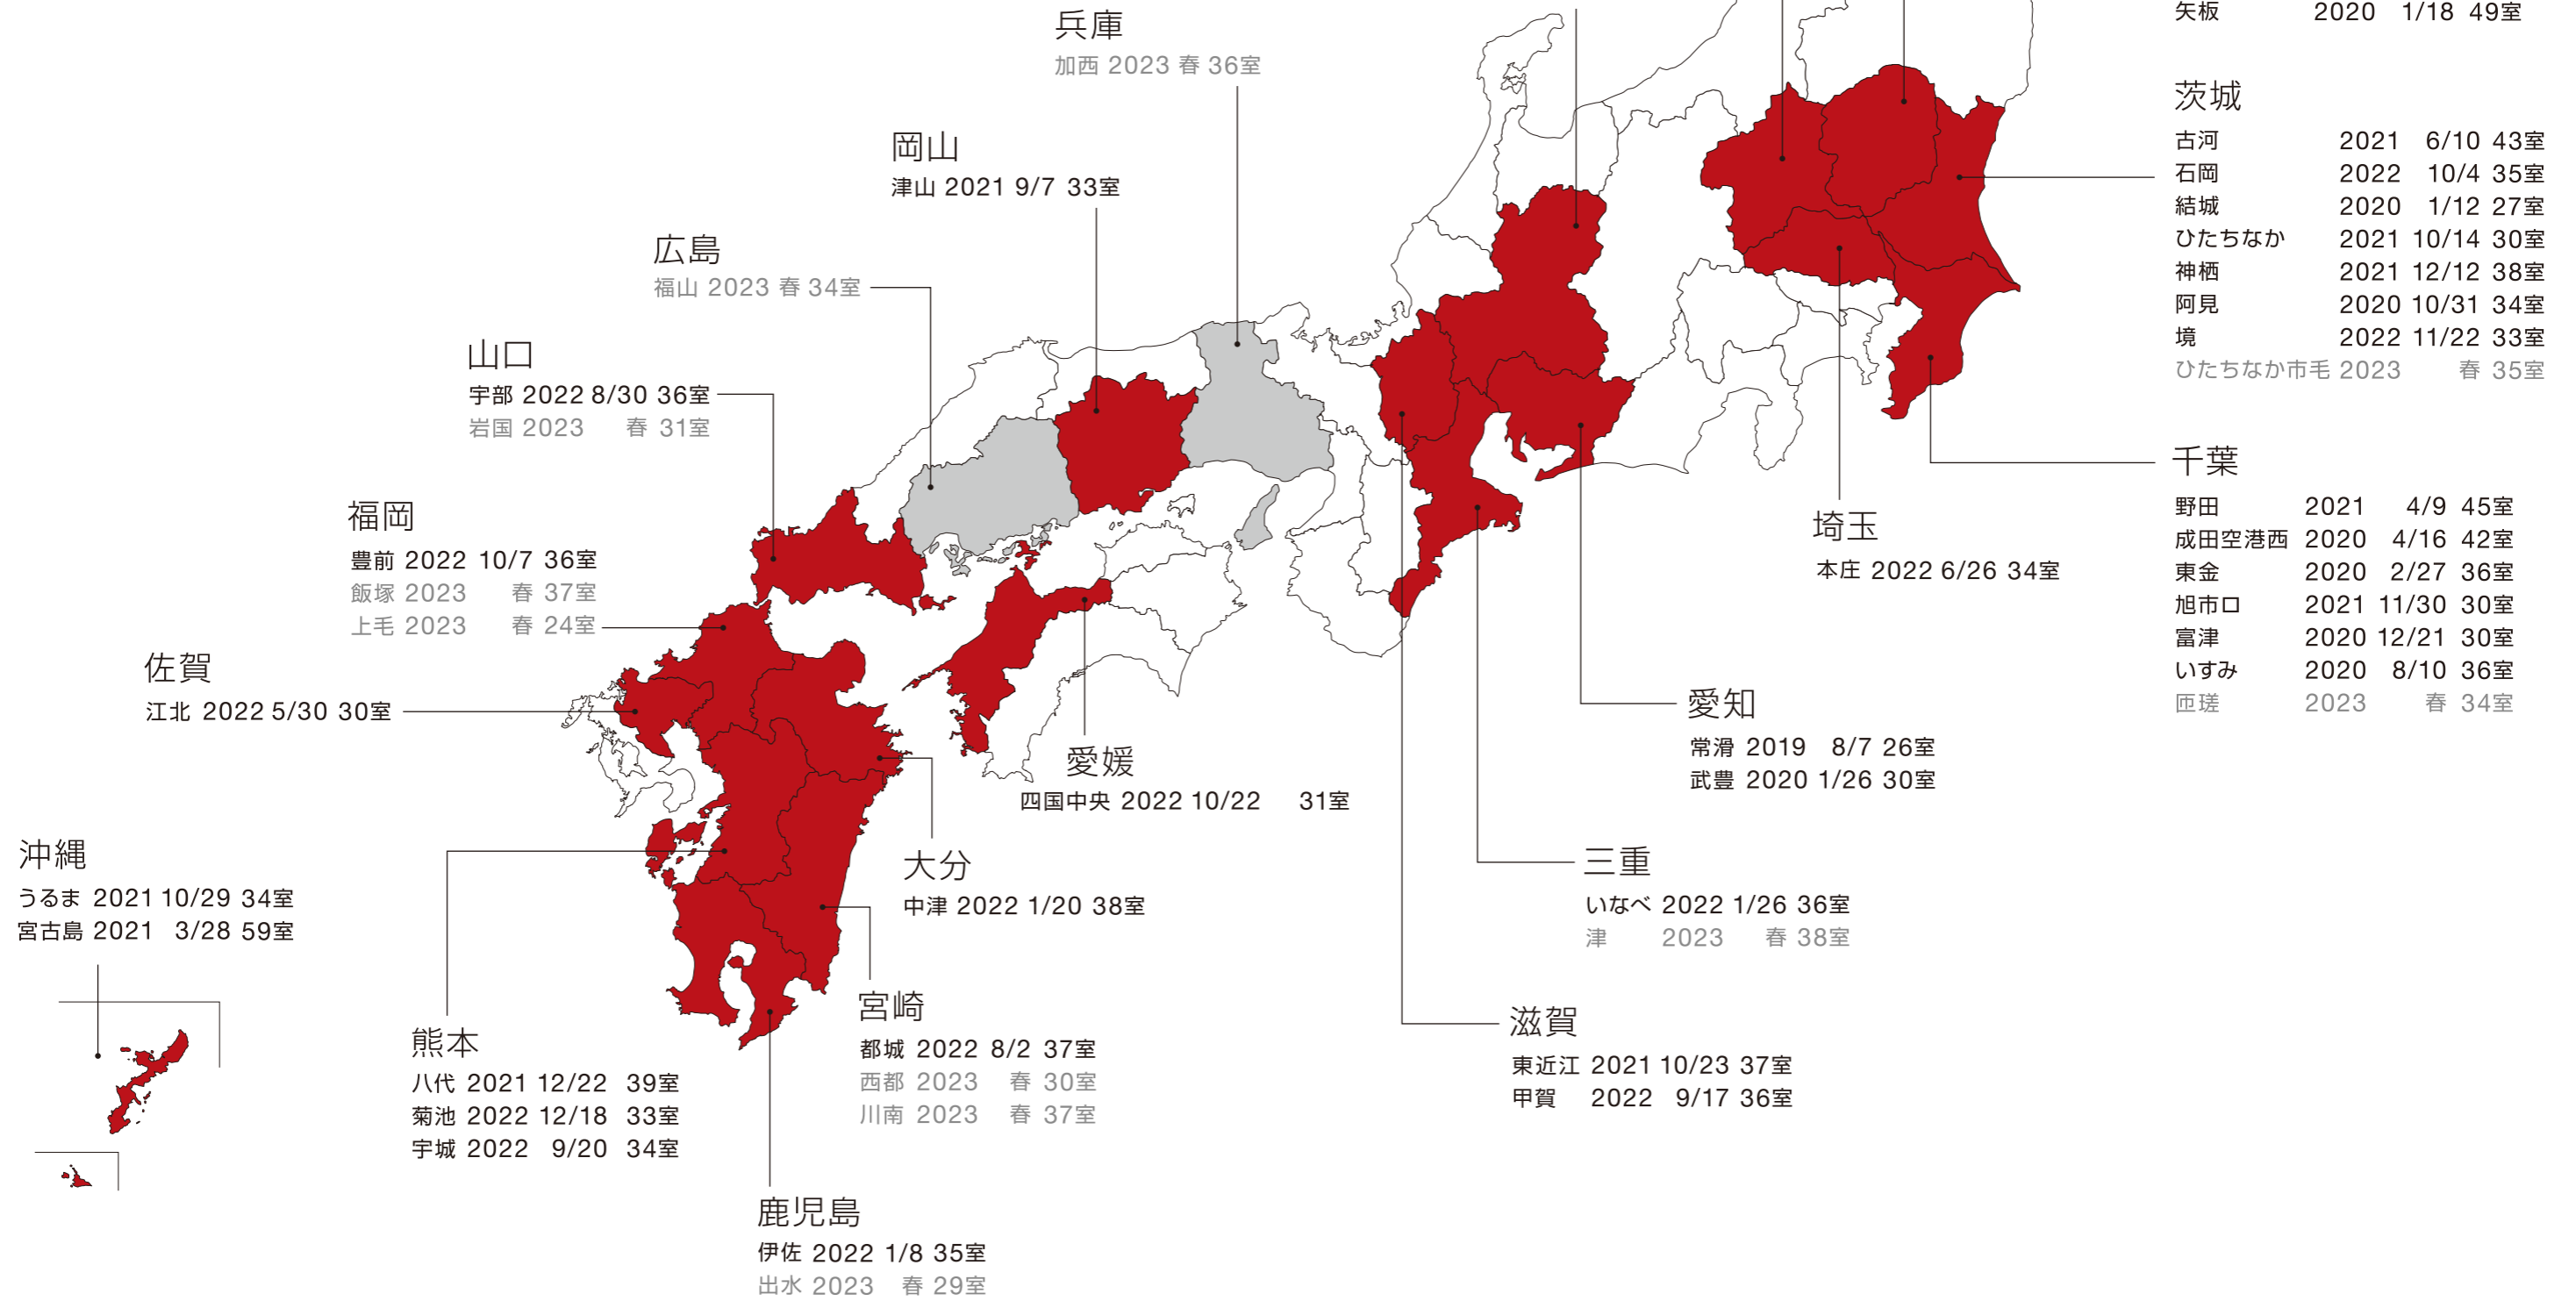 矢板 2020 1/18 49室
兵庫
加西 2023 春 36室
茨城
古河 2021 6/10 43室
石岡 2022 10/4 35室
結城 2020 1/12 27室
ひたちなか 2021 10/14 30室
神栖 2021 12/12 38室
阿見 2020 10/31 34室
境 2022 11/22 33室
ひたちなか市毛 2023 春 35室
岡山
津山 2021 9/7 33室
広島
福山 2023 春 34室
山口
宇部 2022 8/30 36室
岩国 2023 春 31室
千葉
野田 2021 4/9 45室
成田空港西 2020 4/16 42室
東金 2020 2/27 36室
旭市ロ 2021 11/30 30室
富津 2020 12/21 30室
いすみ 2020 8/10 36室
匝瑳 2023 春 34室
福岡
豊前 2022 10/7 36室
飯塚 2023 春 37室
上毛 2023 春 24室
埼玉
本庄 2022 6/26 34室
佐賀
江北 2022 5/30 30室
愛知
常滑 2019 8/7 26室
武豊 2020 1/26 30室
愛媛
四国中央 2022 10/22 31室
沖縄
うるま 2021 10/29 34室
宮古島 2021 3/28 59室
大分
中津 2022 1/20 38室
三重
いなべ 2022 1/26 36室
津 2023 春 38室
宮崎
都城 2022 8/2 37室
西都 2023 春 30室
川南 2023 春 37室
滋賀
東近江 2021 10/23 37室
甲賀 2022 9/17 36室
熊本
八代 2021 12/22 39室
菊池 2022 12/18 33室
宇城 2022 9/20 34室
鹿児島
伊佐 2022 1/8 35室
出水 2023 春 29室